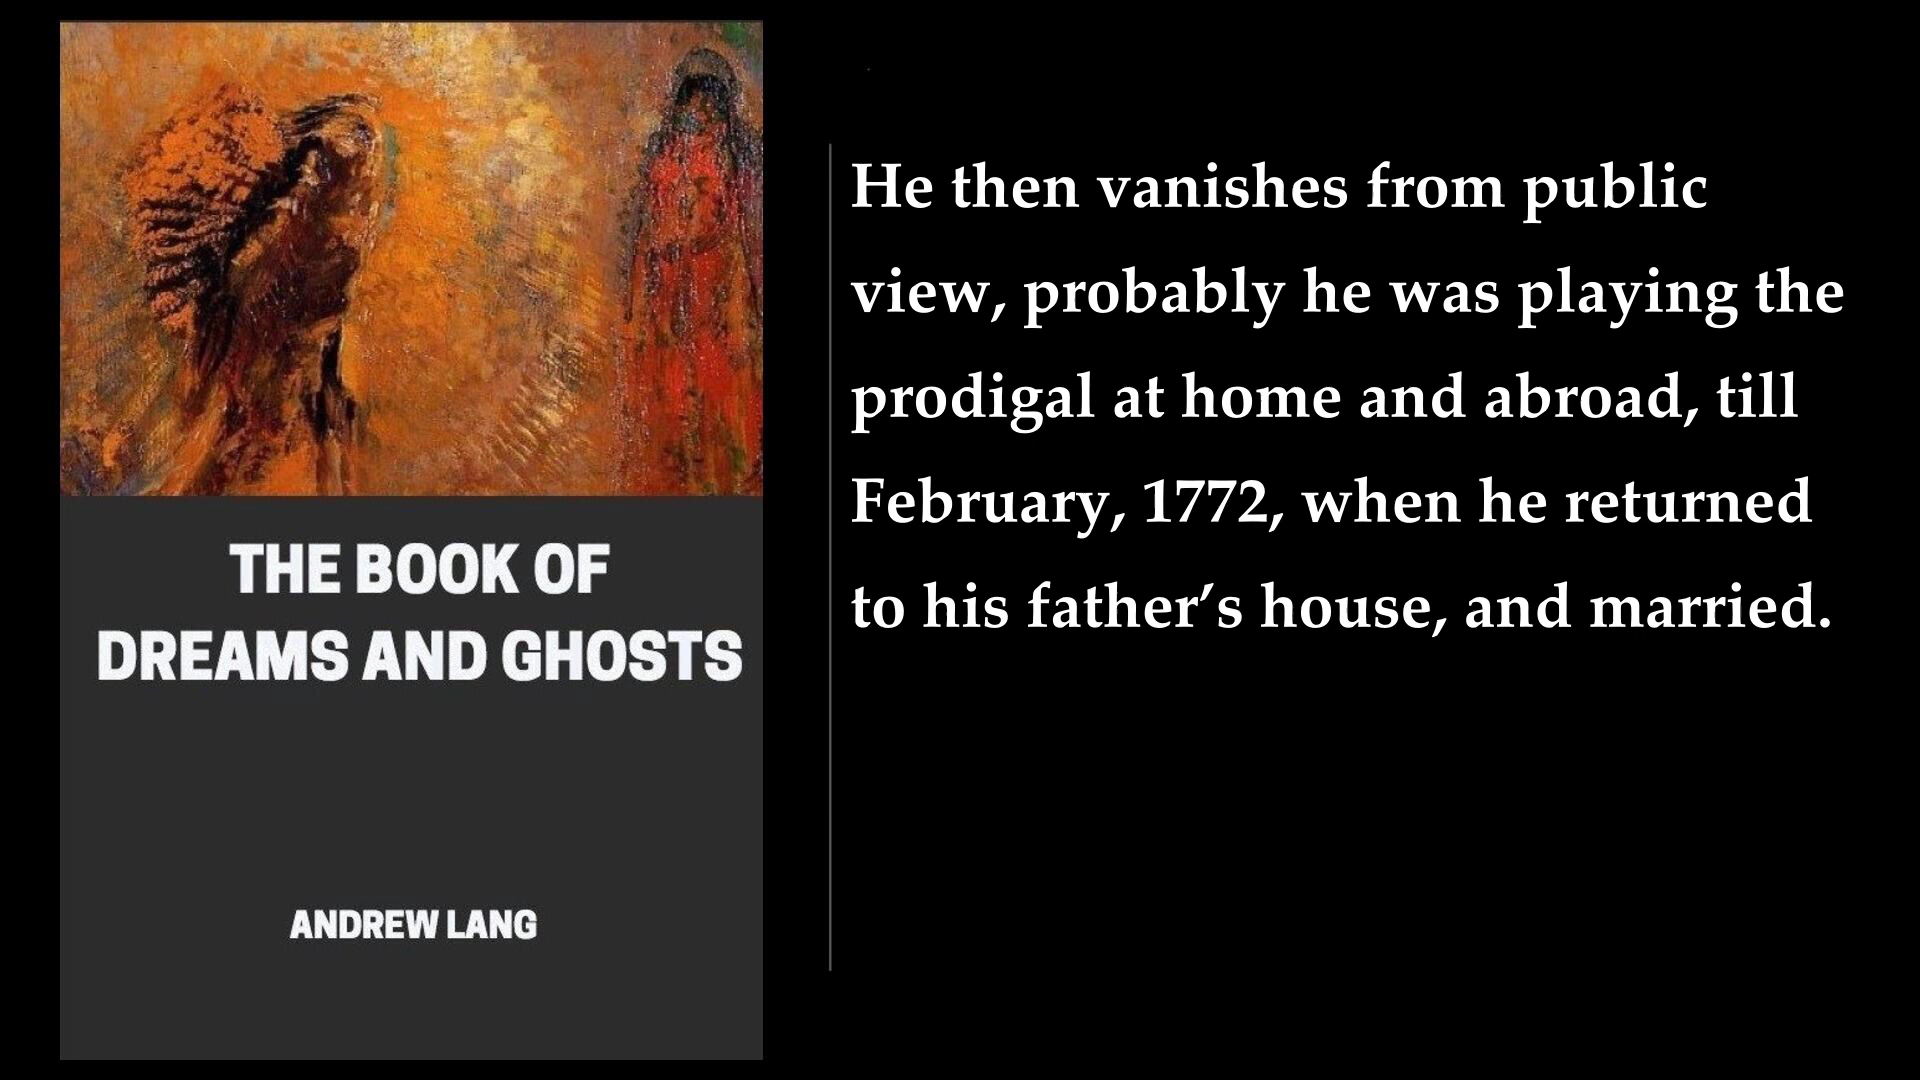 THE BOOK OF
DREAMS AND GHOSTS
ANDREW LANG
He then vanishes from public
view, probably he was playing the
prodigal at home and abroad, till
February, 1772, when he returned
to his father’s house, and married.